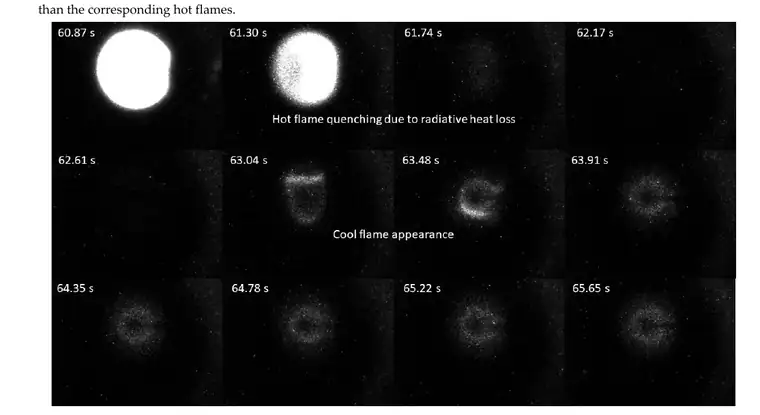 than the corresponding hot flames.
60.87 s 61.30 s 61.74 s 62.17 s
Hot flame quenching due to radiative heat loss
62.61 s 63.04 s 63.48 s 63.91 s
Cool flame appearance
64.35 s 64.78 s 65.22 s 65.65 s